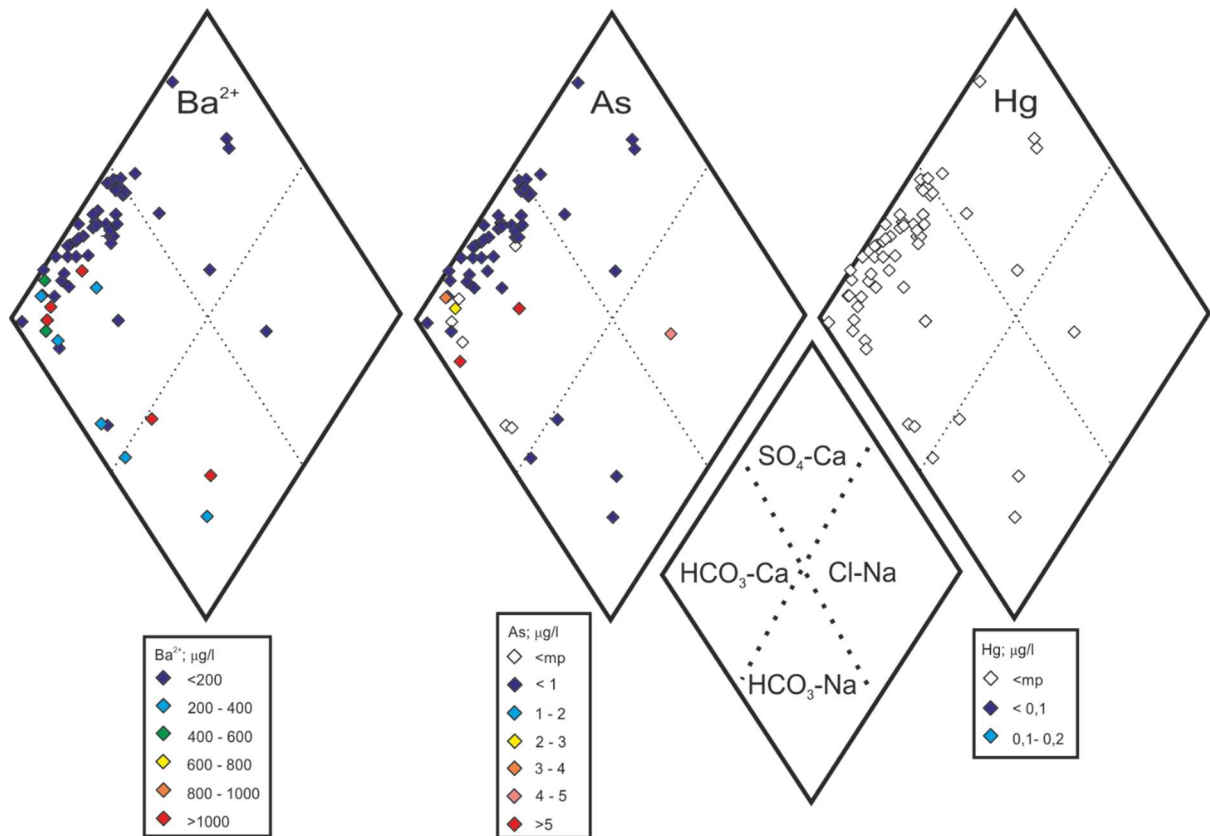 Ba²⁺
As
Hg
SO₄-Ca
HCO₃-Ca
Cl-Na
HCO₃-Na
Ba²⁺; µg/l
<200
200 - 400
400 - 600
600 - 800
800 - 1000
>1000
As; µg/l
<mp
< 1
1 - 2
2 - 3
3 - 4
4 - 5
>5
Hg; µg/l
<mp
< 0,1
0,1- 0,2